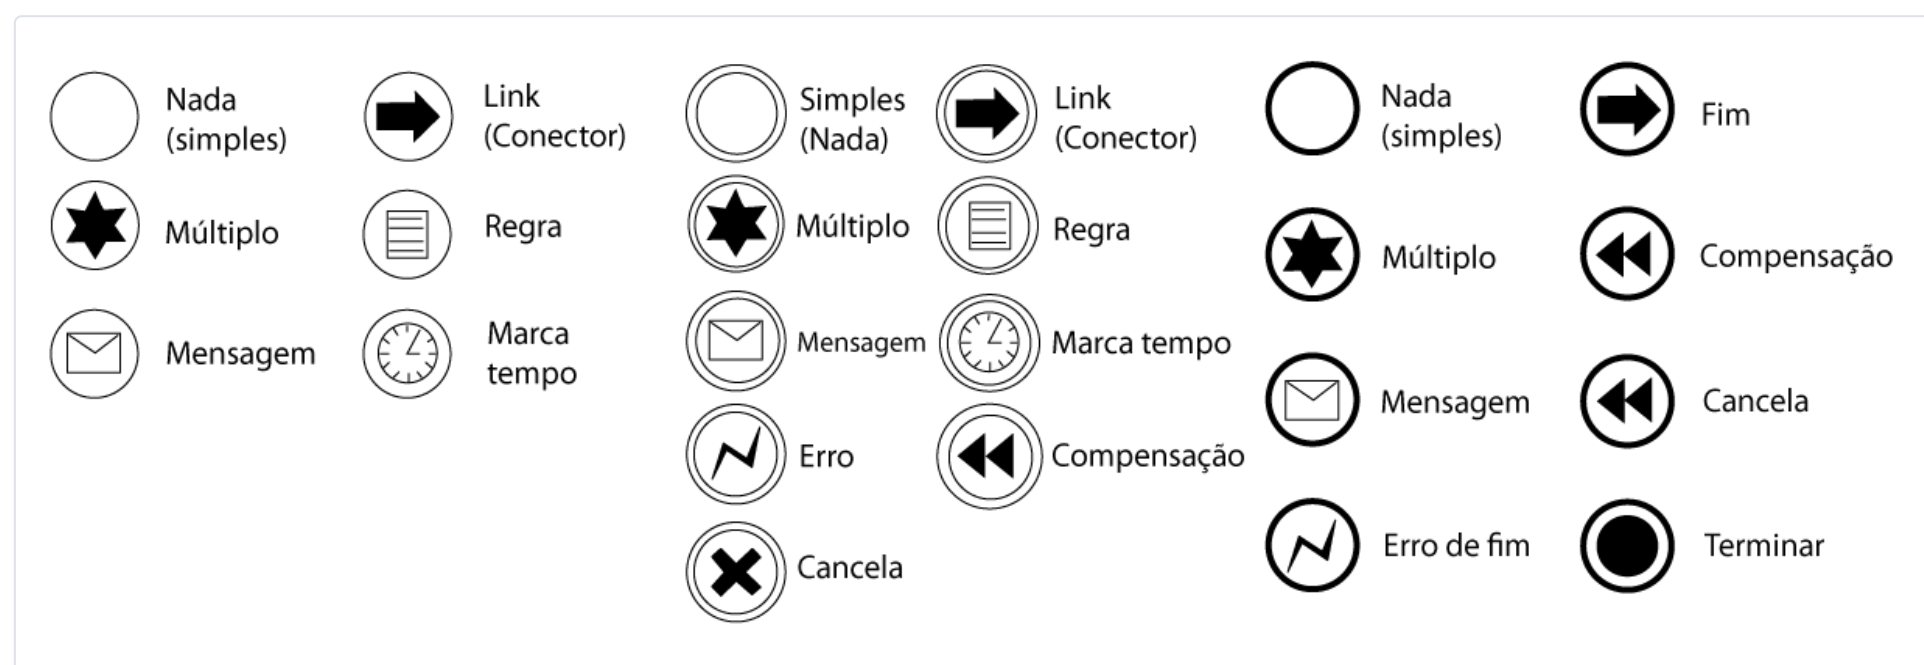 Nada
(simples)
Link
(Conector)
Múltiplo
Regra
Mensagem
Marca
tempo
Simples
(Nada)
Link
(Conector)
Múltiplo
Regra
Mensagem
Marca tempo
Erro
Compensação
Cancela
Nada
(simples)
Fim
Múltiplo
Compensação
Mensagem
Cancela
Erro de fim
Terminar